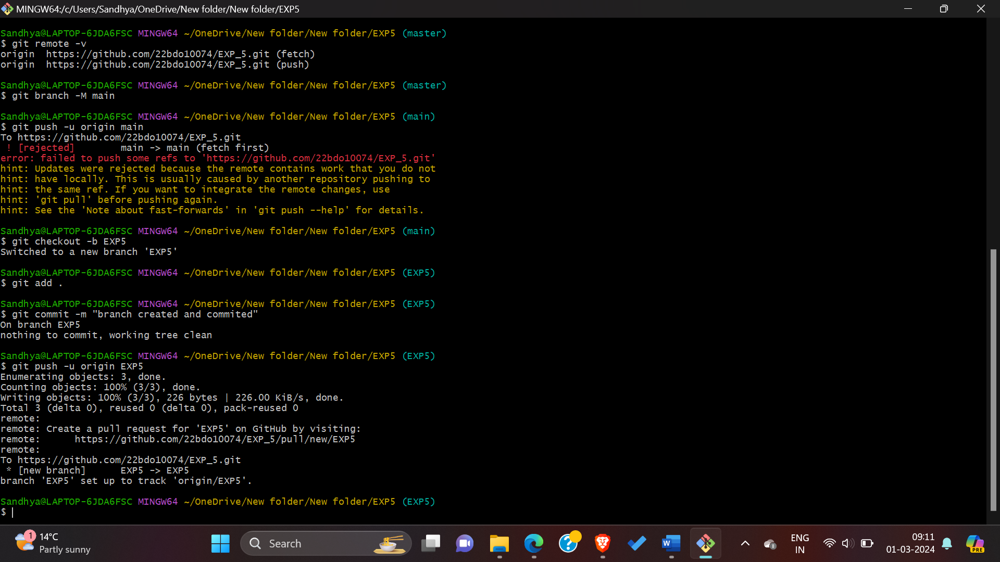 MINGW64:/c/Users/Sandhya/OneDrive/New folder/New folder/EXP5
Sandhya@LAPTOP-6JDA6FSC MINGW64 ~/OneDrive/New folder/New folder/EXP5 (master)
$ git remote -v
origin  https://github.com/22bdo10074/EXP_5.git (fetch)
origin  https://github.com/22bdo10074/EXP_5.git (push)
Sandhya@LAPTOP-6JDA6FSC MINGW64 ~/OneDrive/New folder/New folder/EXP5 (master)
$ git branch -M main
Sandhya@LAPTOP-6JDA6FSC MINGW64 ~/OneDrive/New folder/New folder/EXP5 (main)
$ git push -u origin main
To https://github.com/22bdo10074/EXP_5.git
 ! [rejected]        main -> main (fetch first)
error: failed to push some refs to 'https://github.com/22bdo10074/EXP_5.git'
hint: Updates were rejected because the remote contains work that you do not
hint: have locally. This is usually caused by another repository pushing to
hint: the same ref. If you want to integrate the remote changes, use
hint: 'git pull' before pushing again.
hint: See the 'Note about fast-forwards' in 'git push --help' for details.
Sandhya@LAPTOP-6JDA6FSC MINGW64 ~/OneDrive/New folder/New folder/EXP5 (main)
$ git checkout -b EXP5
Switched to a new branch 'EXP5'
Sandhya@LAPTOP-6JDA6FSC MINGW64 ~/OneDrive/New folder/New folder/EXP5 (EXP5)
$ git add .
Sandhya@LAPTOP-6JDA6FSC MINGW64 ~/OneDrive/New folder/New folder/EXP5 (EXP5)
$ git commit -m "branch created and commited"
On branch EXP5
nothing to commit, working tree clean
Sandhya@LAPTOP-6JDA6FSC MINGW64 ~/OneDrive/New folder/New folder/EXP5 (EXP5)
$ git push -u origin EXP5
Enumerating objects: 3, done.
Counting objects: 100% (3/3), done.
Writing objects: 100% (3/3), 226 bytes | 226.00 KiB/s, done.
Total 3 (delta 0), reused 0 (delta 0), pack-reused 0
remote:
remote: Create a pull request for 'EXP5' on GitHub by visiting:
remote:      https://github.com/22bdo10074/EXP_5/pull/new/EXP5
remote:
To https://github.com/22bdo10074/EXP_5.git
 * [new branch]      EXP5 -> EXP5
branch 'EXP5' set up to track 'origin/EXP5'.
Sandhya@LAPTOP-6JDA6FSC MINGW64 ~/OneDrive/New folder/New folder/EXP5 (EXP5)
$
1
14°C
Partly sunny
Search
W
ENG
IN
09:11
01-03-2024
PRE